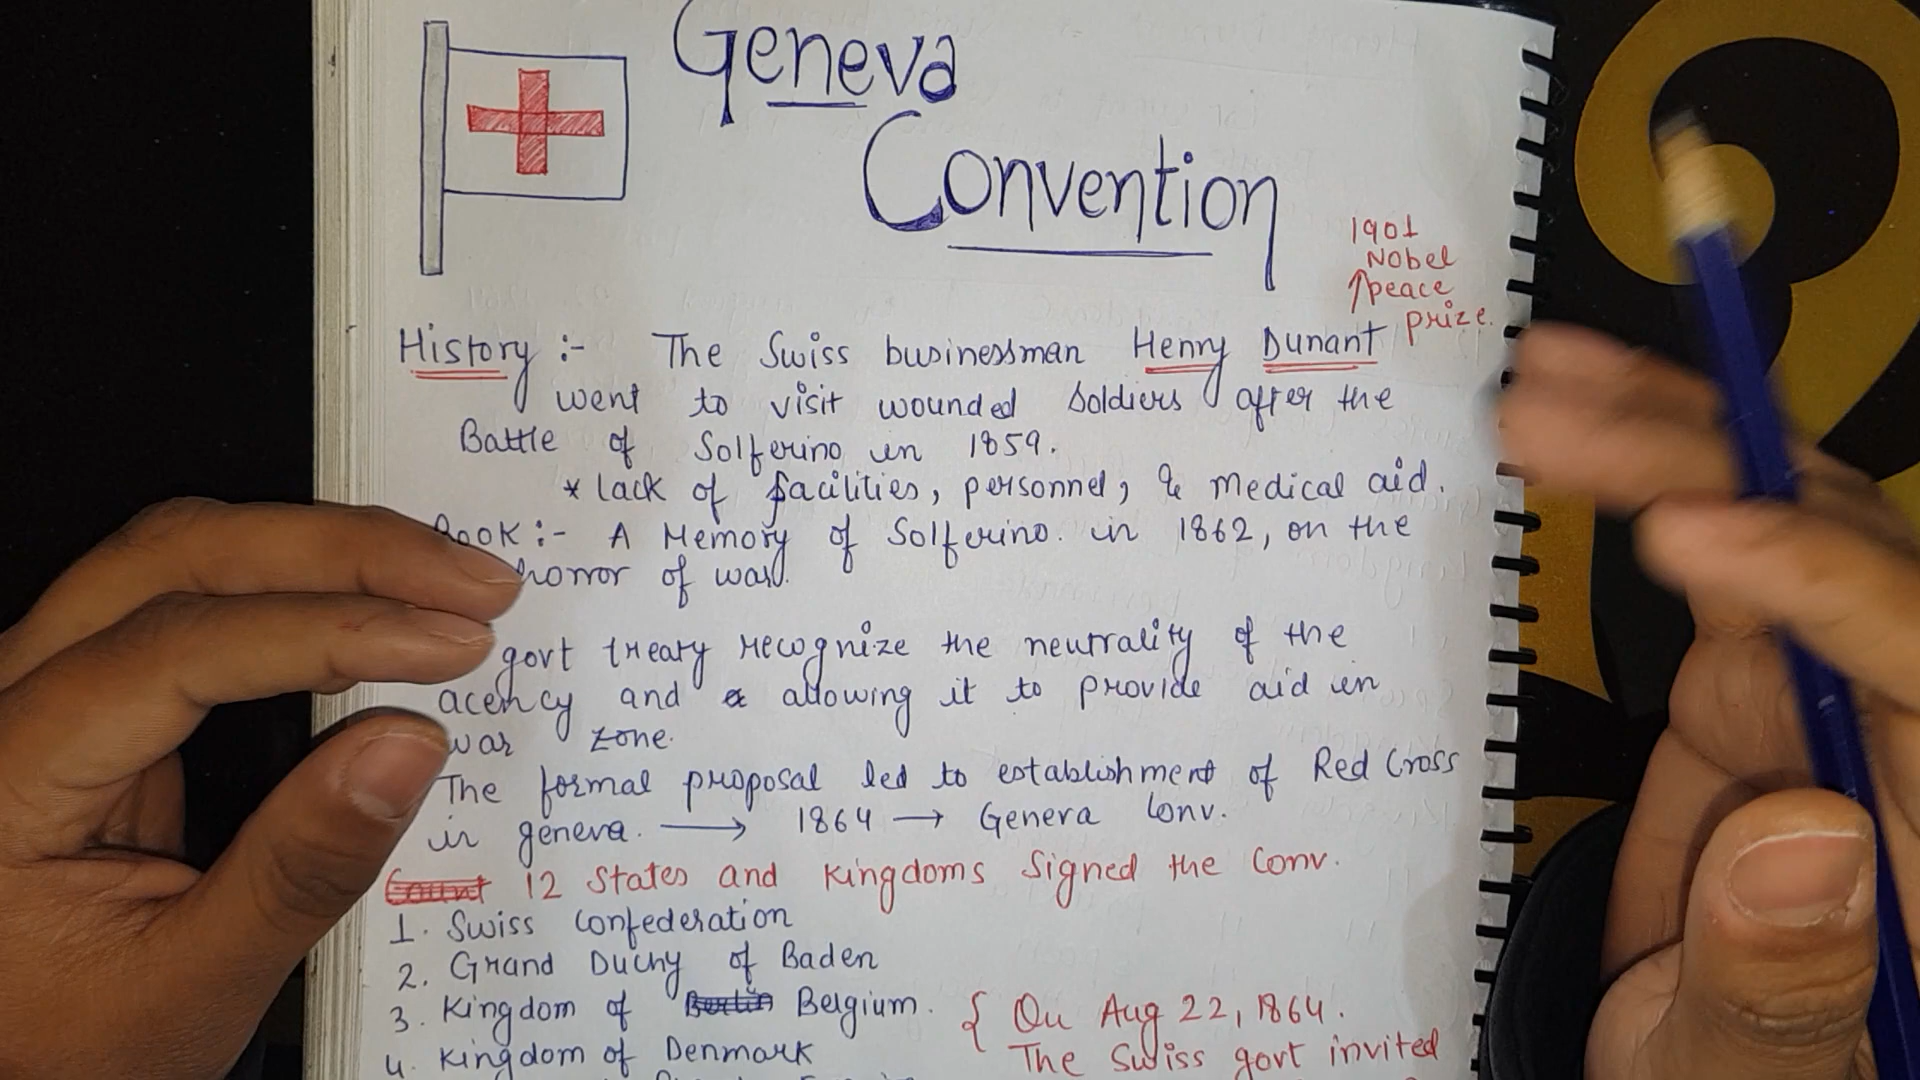 Geneva
Convention
1901
Nobel
peace
prize.
History :- The Swiss businessman Henry Dunant
went to visit wounded soldiers after the
Battle of Solferino in 1859.
* lack of facilities, personnel, & medical aid.
Book :- A Memory of Solferino. in 1862, on the
horror of war.
govt treaty recognize the neutrality of the
acency and allowing it to provide aid in
war zone.
The formal proposal led to establishment of Red Cross
in geneva. → 1864 → Geneva Conv.
12 States and Kingdoms Signed the Conv.
1. Swiss Confederation
2. Grand Duchy of Baden
3. Kingdom of Belgium.
{ On Aug 22, 1864.
4. Kingdom of Denmark
The Swiss govt invited